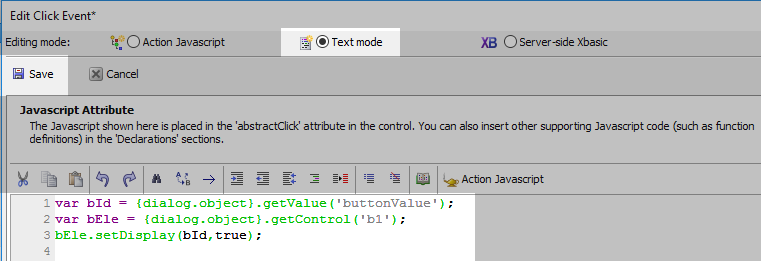 Edit Click Event*
Editing mode: Action Javascript Text mode XB Server-side Xbasic
Save Cancel
Javascript Attribute
The Javascript shown here is placed in the 'abstractClick' attribute in the control. You can also insert other supporting Javascript code (such as function
definitions) in the 'Declarations' sections.
Action Javascript
1 var bId = {dialog.object}.getValue('buttonValue');
2 var bEle = {dialog.object}.getControl('b1');
3 bEle.setDisplay(bId,true);
4